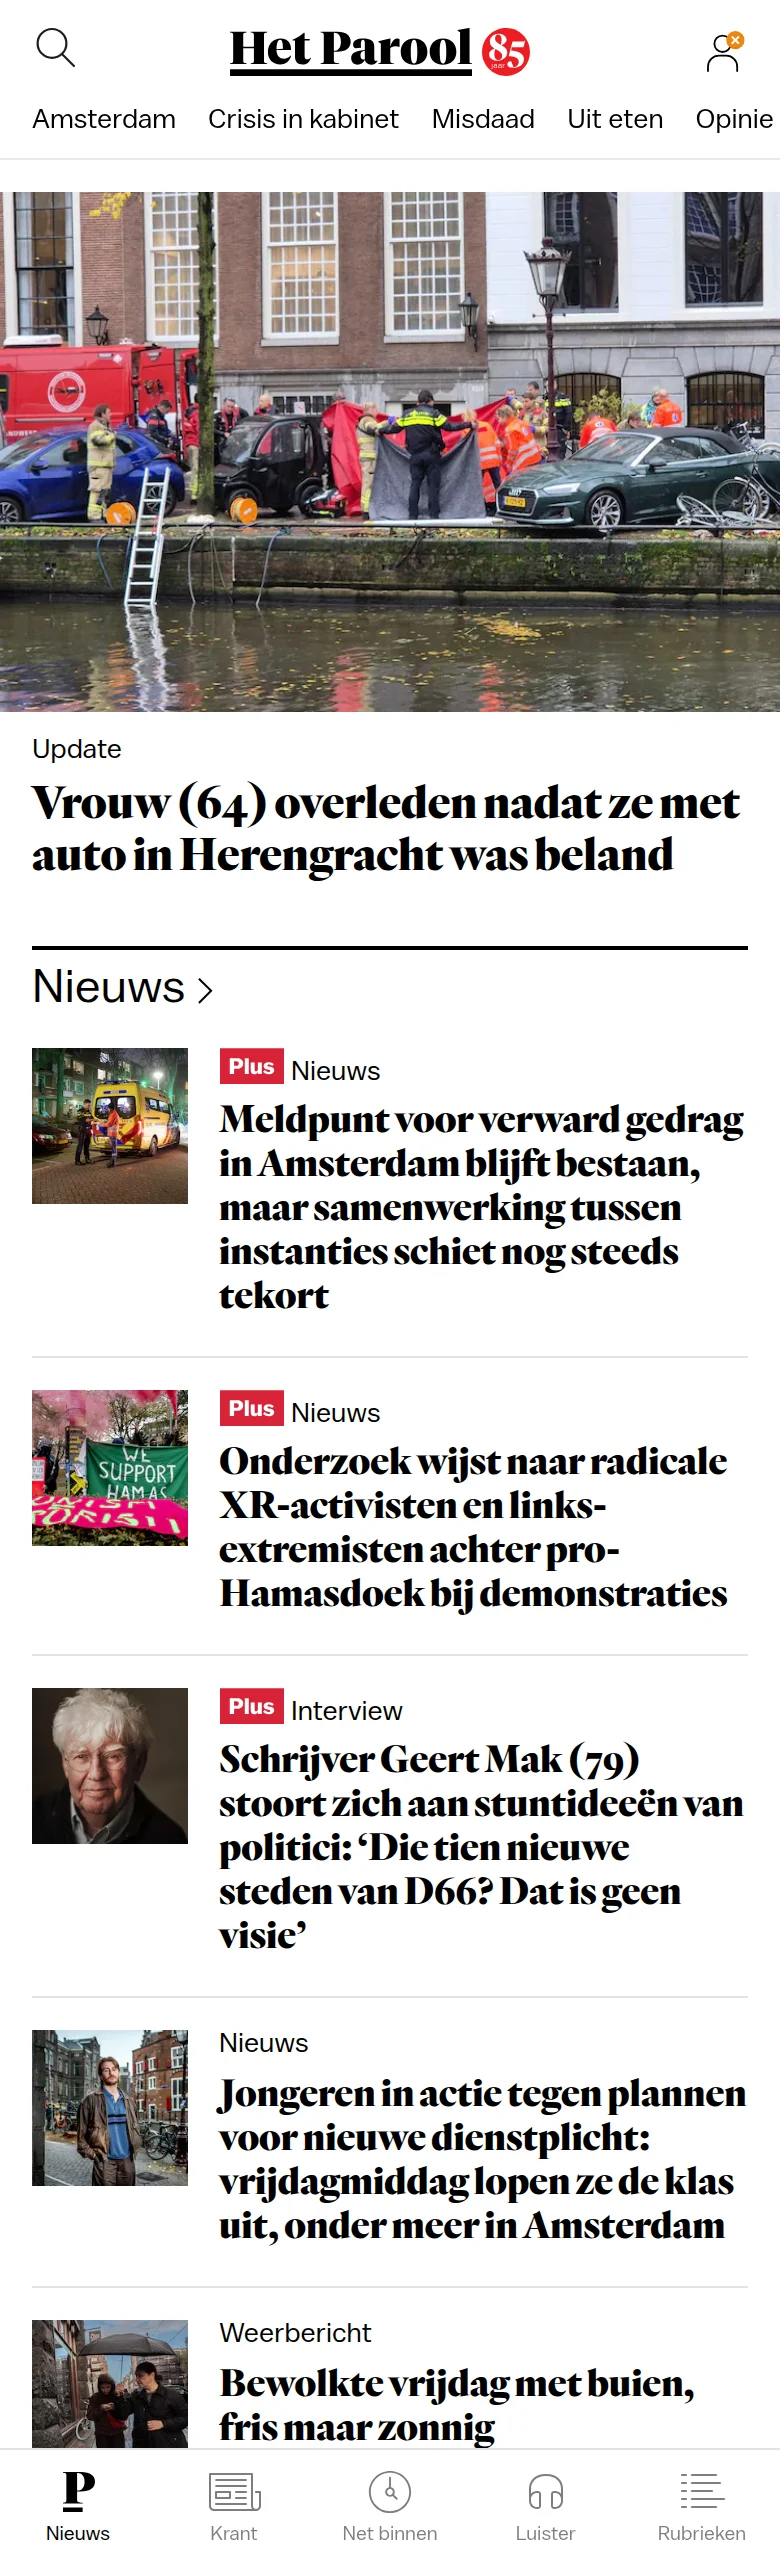 Het Parool 85 jaar
Amsterdam Crisis in kabinet Misdaad Uit eten Opinie
Update
Vrouw (64) overleden nadat ze met
auto in Herengracht was beland
Nieuws
Plus Nieuws
Meldpunt voor verward gedrag
in Amsterdam blijft bestaan,
maar samenwerking tussen
instanties schiet nog steeds
tekort
WE
SUPPORT
HAMAS
Plus Nieuws
Onderzoek wijst naar radicale
XR-activisten en links-
extremisten achter pro-
Hamasdoek bij demonstraties
Plus Interview
Schrijver Geert Mak (79)
stoort zich aan stuntideeën van
politici: ‘Die tien nieuwe
steden van D66? Dat is geen
visie’
Nieuws
Jongeren in actie tegen plannen
voor nieuwe dienstplicht:
vrijdagmiddag lopen ze de klas
uit, onder meer in Amsterdam
Weerbericht
Bewolkte vrijdag met buien,
fris maar zonnig
P
Nieuws Krant Net binnen Luister Rubrieken